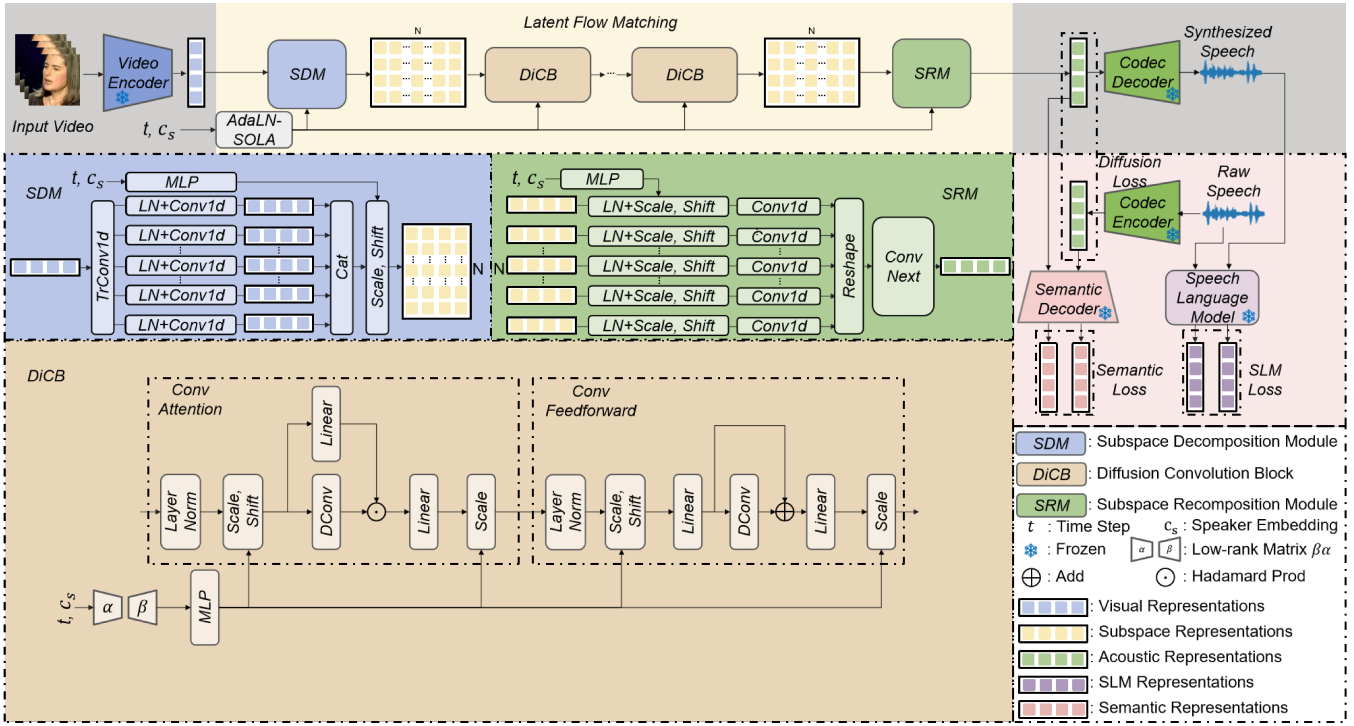 Latent Flow Matching
Input Video
Video
Encoder
t, cₛ
AdaLN-
SOLA
SDM
N
DiCB
...
DiCB
N
SRM
Codec
Decoder
Synthesized
Speech
SDM
t, cₛ
MLP
TrConv1d
LN+Conv1d
LN+Conv1d
LN+Conv1d
LN+Conv1d
LN+Conv1d
Cat
Scale, Shift
N
SRM
t, cₛ
MLP
N
LN+Scale, Shift
Conv1d
LN+Scale, Shift
Conv1d
LN+Scale, Shift
Conv1d
LN+Scale, Shift
Conv1d
LN+Scale, Shift
Conv1d
Reshape
Conv
Next
Diffusion
Loss
Codec
Encoder
Raw
Speech
Semantic
Decoder
Speech
Language
Model
Semantic
Loss
SLM
Loss
DiCB
Conv
Attention
Layer
Norm
Scale,
Shift
Linear
DConv
Linear
Scale
Conv
Feedforward
Layer
Norm
Scale,
Shift
Linear
DConv
Linear
Scale
t, cₛ
α
β
MLP
SDM : Subspace Decomposition Module
DiCB : Diffusion Convolution Block
SRM : Subspace Recomposition Module
t : Time Step cₛ : Speaker Embedding
: Frozen α β : Low-rank Matrix βα
: Add : Hadamard Prod
: Visual Representations
: Subspace Representations
: Acoustic Representations
: SLM Representations
: Semantic Representations